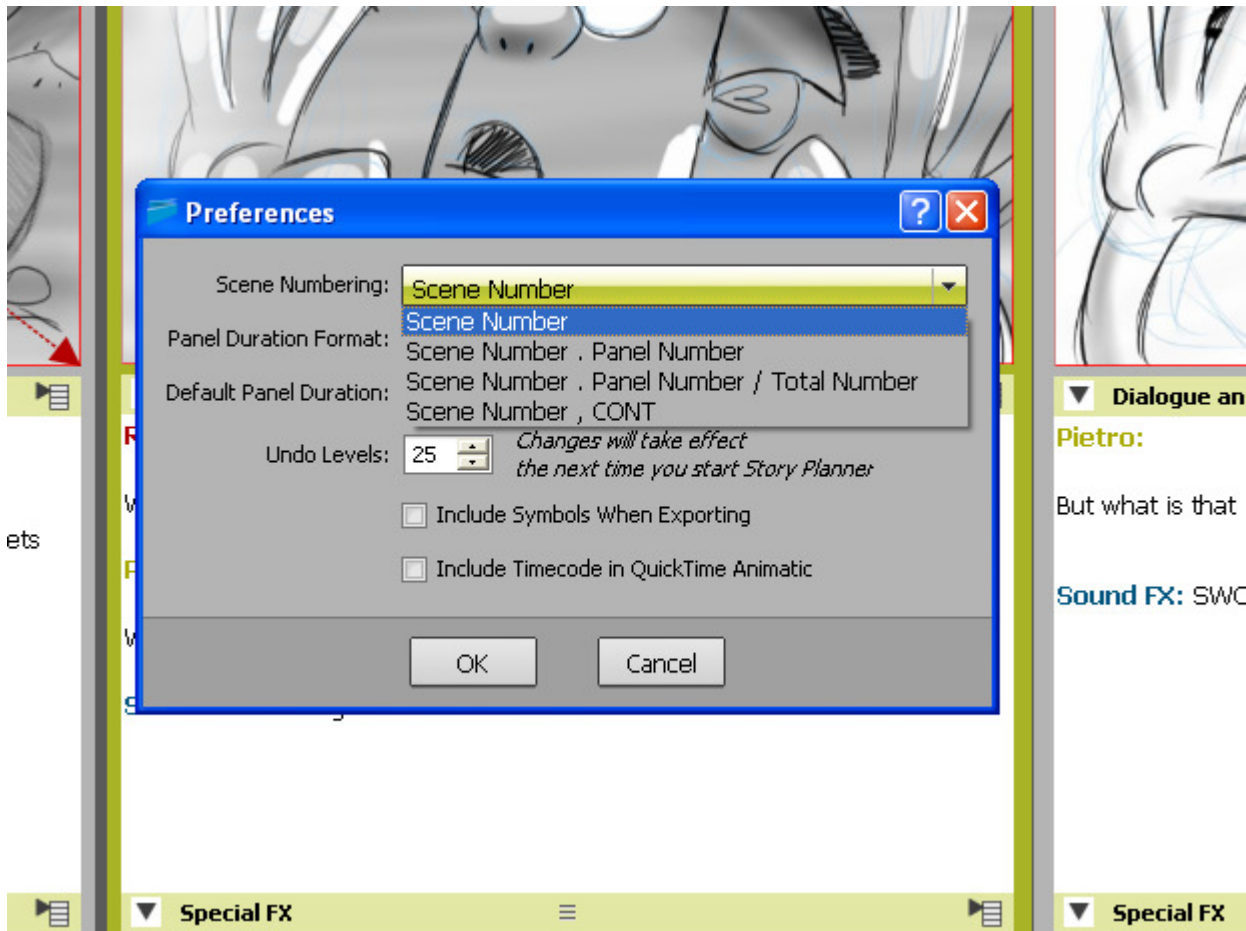 Preferences
Scene Numbering:
Scene Number
Scene Number
Panel Duration Format:
Scene Number . Panel Number
Scene Number . Panel Number / Total Number
Default Panel Duration:
Scene Number , CONT
Undo Levels:
25
Changes will take effect
the next time you start Story Planner
Include Symbols When Exporting
Include Timecode in QuickTime Animatic
OK
Cancel
ets
Special FX
Dialogue an
Pietro:
But what is that
Sound FX: SWO
Special FX